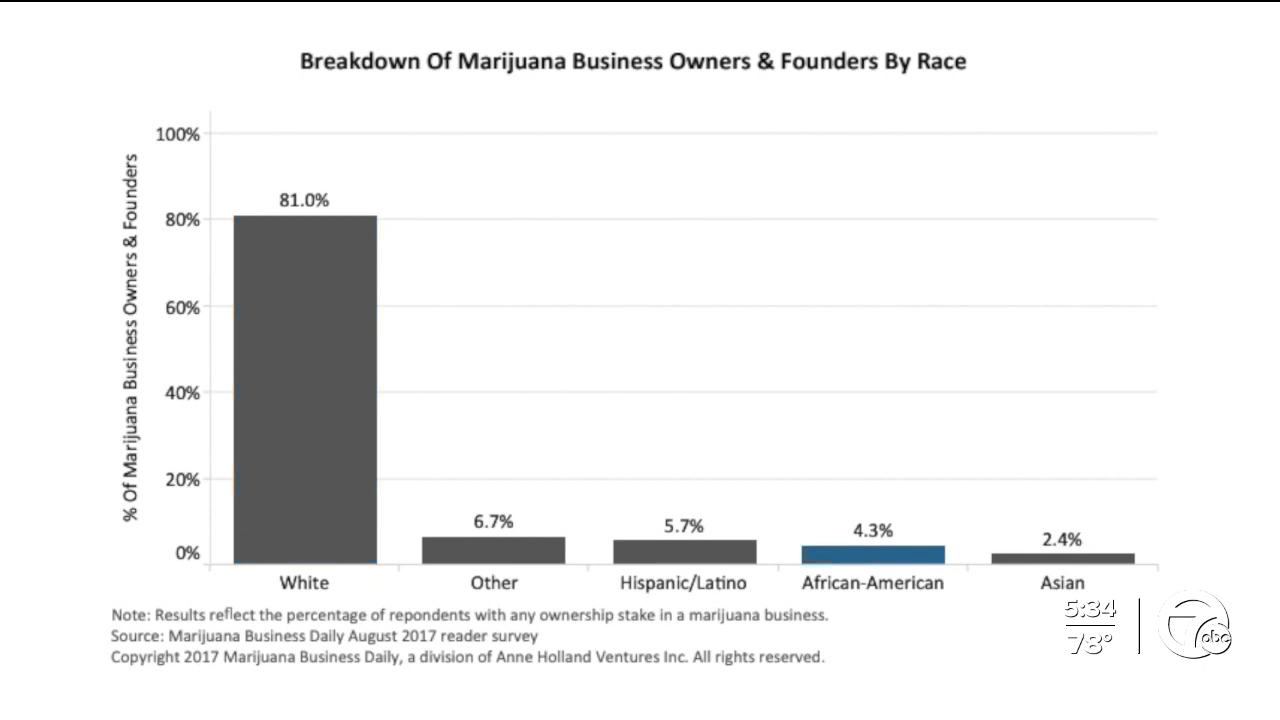 Breakdown Of Marijuana Business Owners & Founders By Race
% Of Marijuana Business Owners & Founders
100%
80%
60%
40%
20%
0%
81.0%
6.7%
5.7%
4.3%
2.4%
White
Other
Hispanic/Latino
African-American
Asian
Note: Results reflect the percentage of repondents with any ownership stake in a marijuana business.
Source: Marijuana Business Daily August 2017 reader survey
Copyright 2017 Marijuana Business Daily, a division of Anne Holland Ventures Inc. All rights reserved.
5:34
78°
7 abc